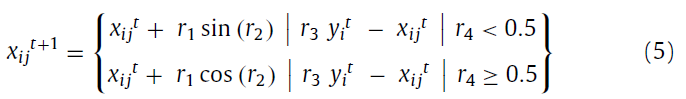 x_{ij}^{t+1} = { x_{ij}^t + r_1 sin (r_2) | r_3 y_i^t − x_{ij}^t | r_4 < 0.5
x_{ij}^t + r_1 cos (r_2) | r_3 y_i^t − x_{ij}^t | r_4 ≥ 0.5 } (5)